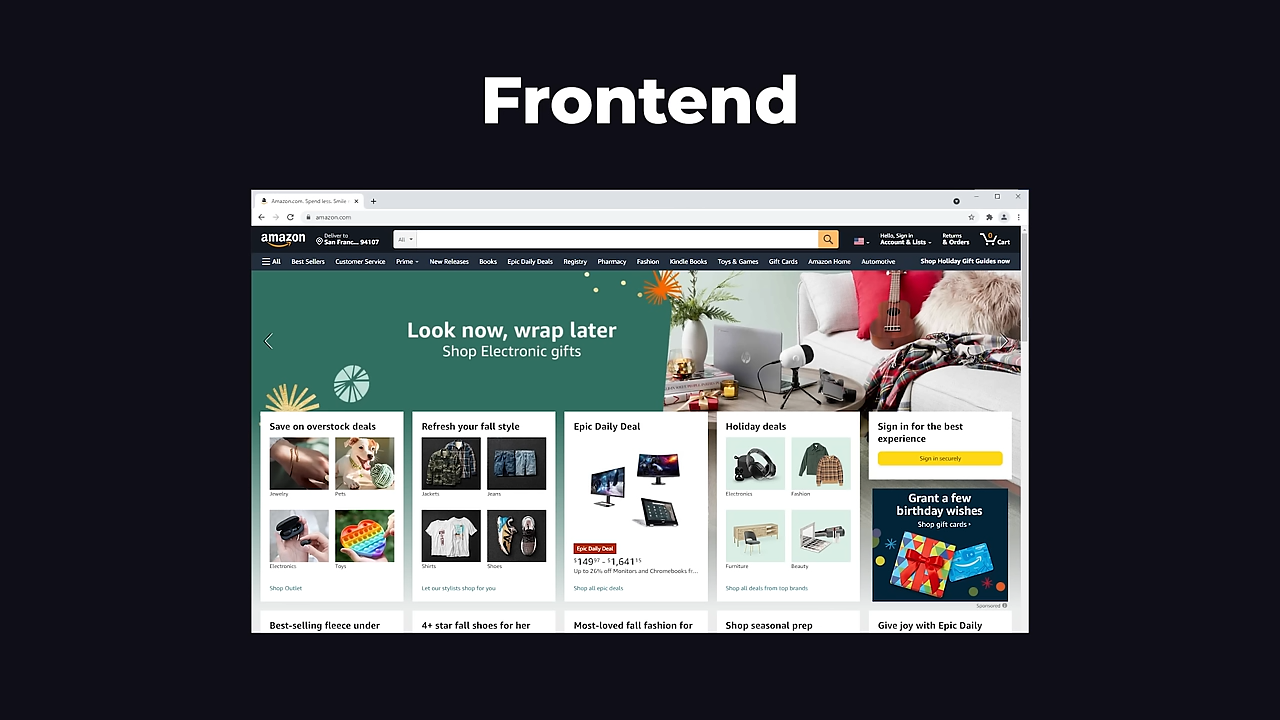 Frontend
Amazon.com. Spend less. Smile
amazon.com
amazon
Deliver to
San Franc... 94107
All
Hello, Sign in
Account & Lists
Returns
& Orders
0
Cart
All
Best Sellers
Customer Service
Prime
New Releases
Books
Epic Daily Deals
Registry
Pharmacy
Fashion
Kindle Books
Toys & Games
Gift Cards
Amazon Home
Automotive
Shop Holiday Gift Guides now
Look now, wrap later
Shop Electronic gifts
Save on overstock deals
Jewelry
Pets
Electronics
Toys
Shop Outlet
Refresh your fall style
Jackets
Jeans
Shirts
Shoes
Let our stylists shop for you
Epic Daily Deal
Epic Daily Deal
$149⁹⁷ - $1,641¹⁵
Up to 26% off Monitors and Chromebooks fr...
Shop all epic deals
Holiday deals
Electronics
Fashion
Furniture
Beauty
Shop all deals from top brands
Sign in for the best
experience
Sign in securely
Grant a few
birthday wishes
Shop gift cards ›
Sponsored
Best-selling fleece under
4+ star fall shoes for her
Most-loved fall fashion for
Shop seasonal prep
Give joy with Epic Daily